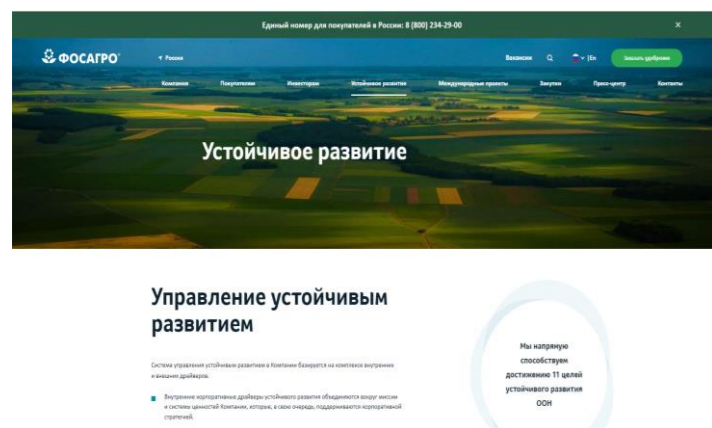 Единый номер для покупателей в России: 8 (800) 234-29-00
ФОСАГРО
Россия
Вакансии
En
Заказать удобрения
Компания
Покупателям
Инвесторам
Устойчивое развитие
Международные проекты
Закупки
Пресс-центр
Контакты
Устойчивое развитие
Управление устойчивым
развитием
Система управления устойчивым развитием в Компании базируется на комплексе внутренних
и внешних драйверов.
Внутренние корпоративные драйверы устойчивого развития объединяются вокруг миссии
и системы ценностей Компании, которые, в свою очередь, поддерживаются корпоративной
стратегией.
Мы напрямую
способствуем
достижению 11 целей
устойчивого развития
ООН